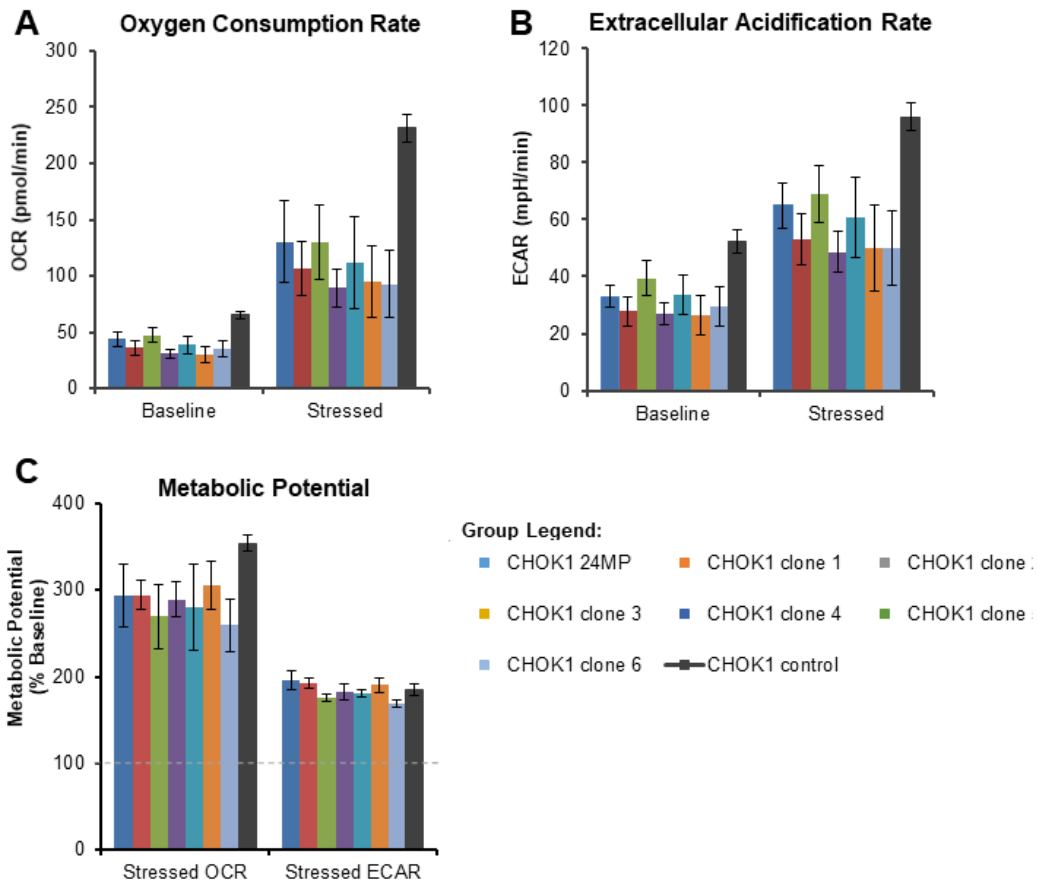 A
Oxygen Consumption Rate
300
250
200
150
100
50
0
OCR (pmol/min)
Baseline
Stressed
B
Extracellular Acidification Rate
120
100
80
60
40
20
0
ECAR (mpH/min)
Baseline
Stressed
C
Metabolic Potential
400
300
200
100
0
Metabolic Potential
(% Baseline)
Stressed OCR
Stressed ECAR
Group Legend:
CHOK1 24MP
CHOK1 clone 1
CHOK1 clone
CHOK1 clone 3
CHOK1 clone 4
CHOK1 clone
CHOK1 clone 6
CHOK1 control